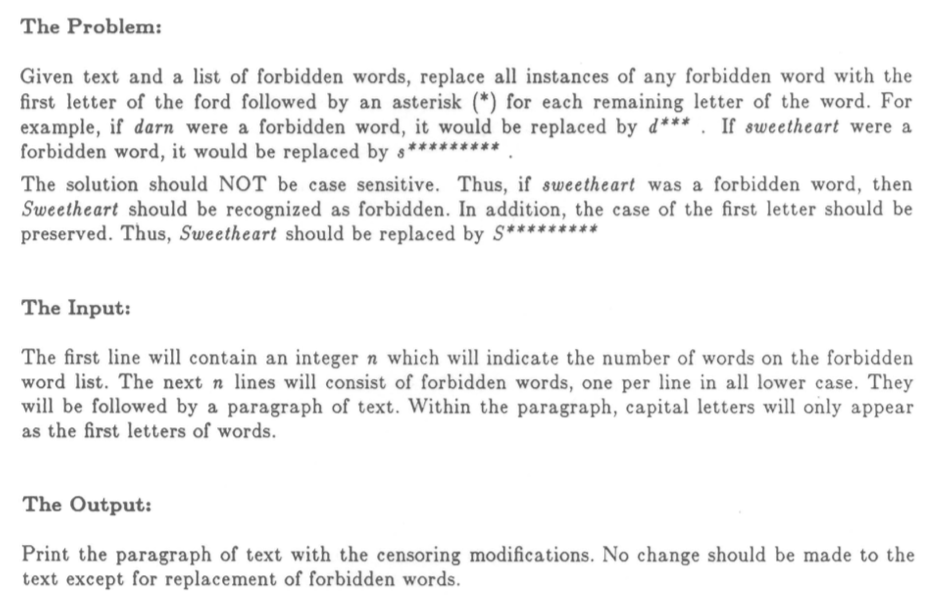 The Problem:
Given text and a list of forbidden words, replace all instances of any forbidden word with the
first letter of the ford followed by an asterisk (*) for each remaining letter of the word. For
example, if darn were a forbidden word, it would be replaced by d*** . If sweetheart were a
forbidden word, it would be replaced by s********* .
The solution should NOT be case sensitive. Thus, if sweetheart was a forbidden word, then
Sweetheart should be recognized as forbidden. In addition, the case of the first letter should be
preserved. Thus, Sweetheart should be replaced by S*********
The Input:
The first line will contain an integer n which will indicate the number of words on the forbidden
word list. The next n lines will consist of forbidden words, one per line in all lower case. They
will be followed by a paragraph of text. Within the paragraph, capital letters will only appear
as the first letters of words.
The Output:
Print the paragraph of text with the censoring modifications. No change should be made to the
text except for replacement of forbidden words.